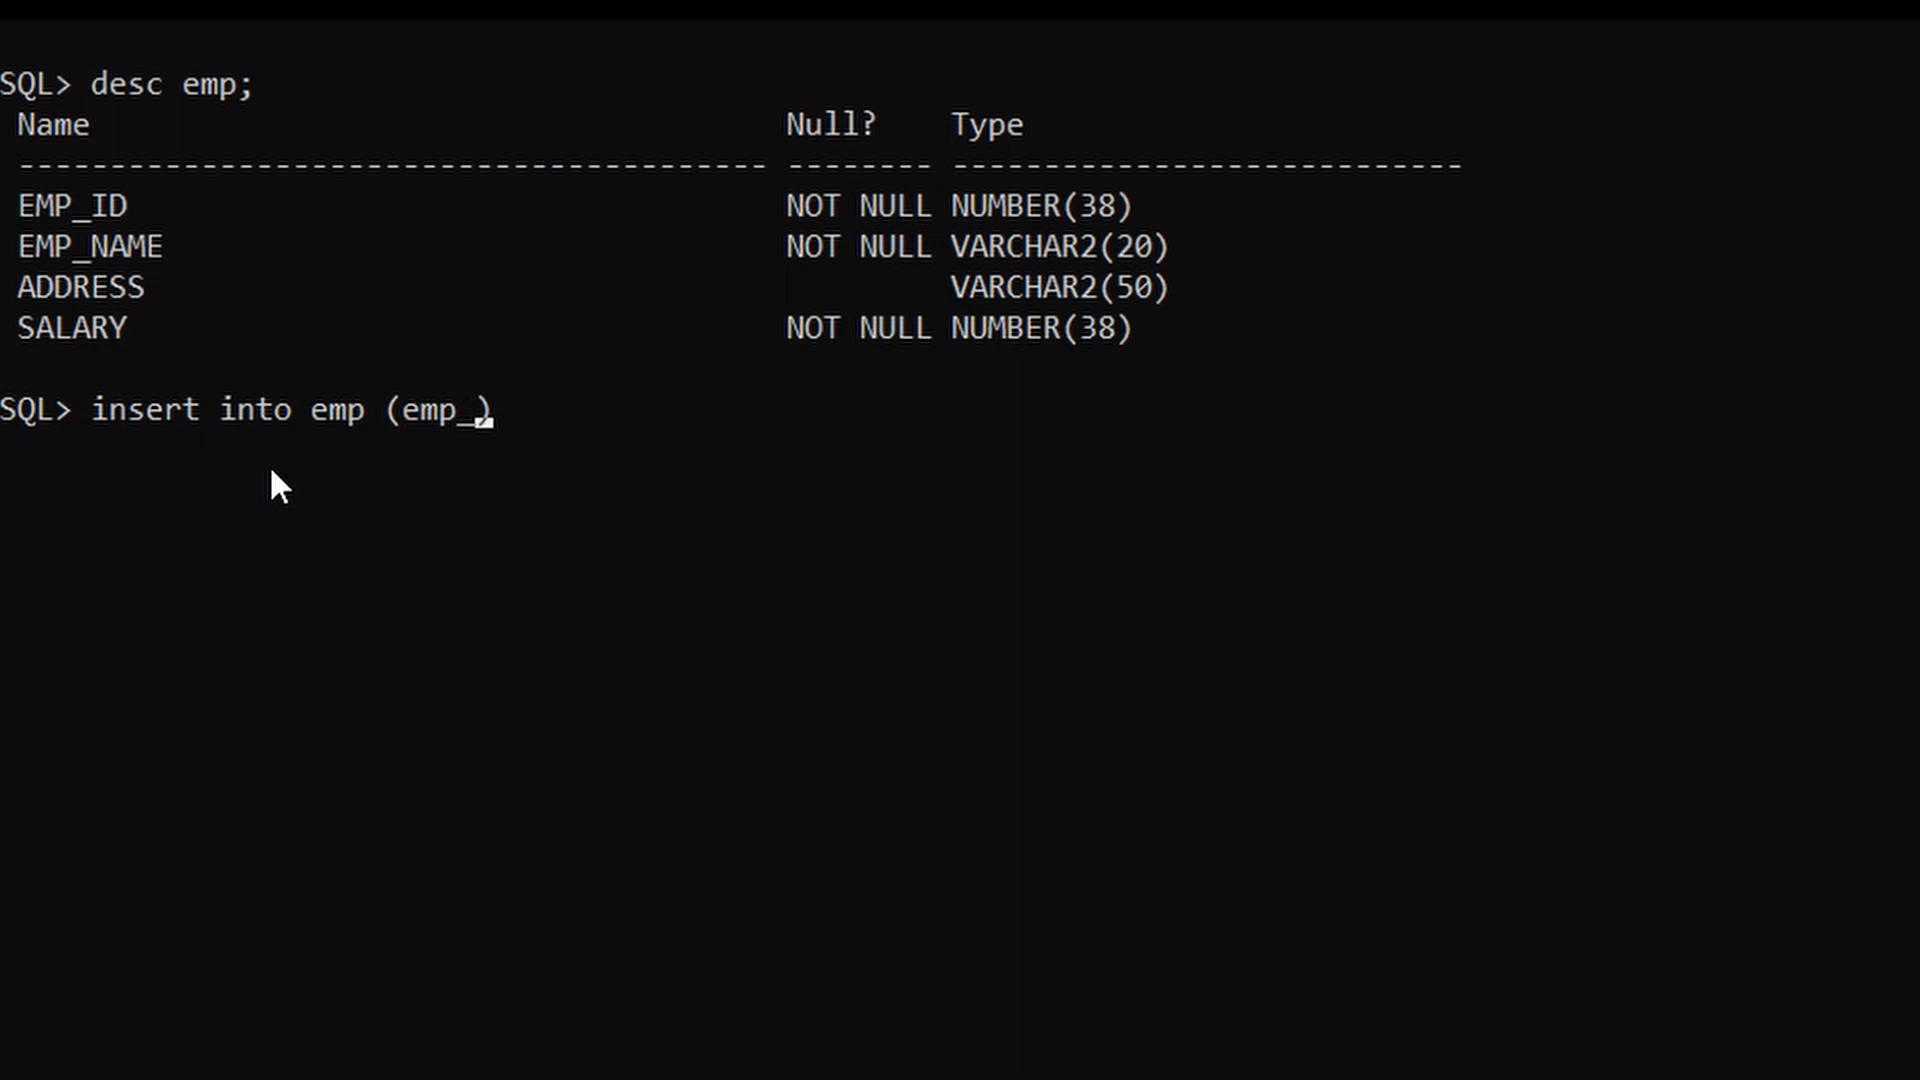 SQL> desc emp;
Name Null? Type
----------------------------------------- -------- ----------------------------
EMP_ID NOT NULL NUMBER(38)
EMP_NAME NOT NULL VARCHAR2(20)
ADDRESS VARCHAR2(50)
SALARY NOT NULL NUMBER(38)
SQL> insert into emp (emp_)